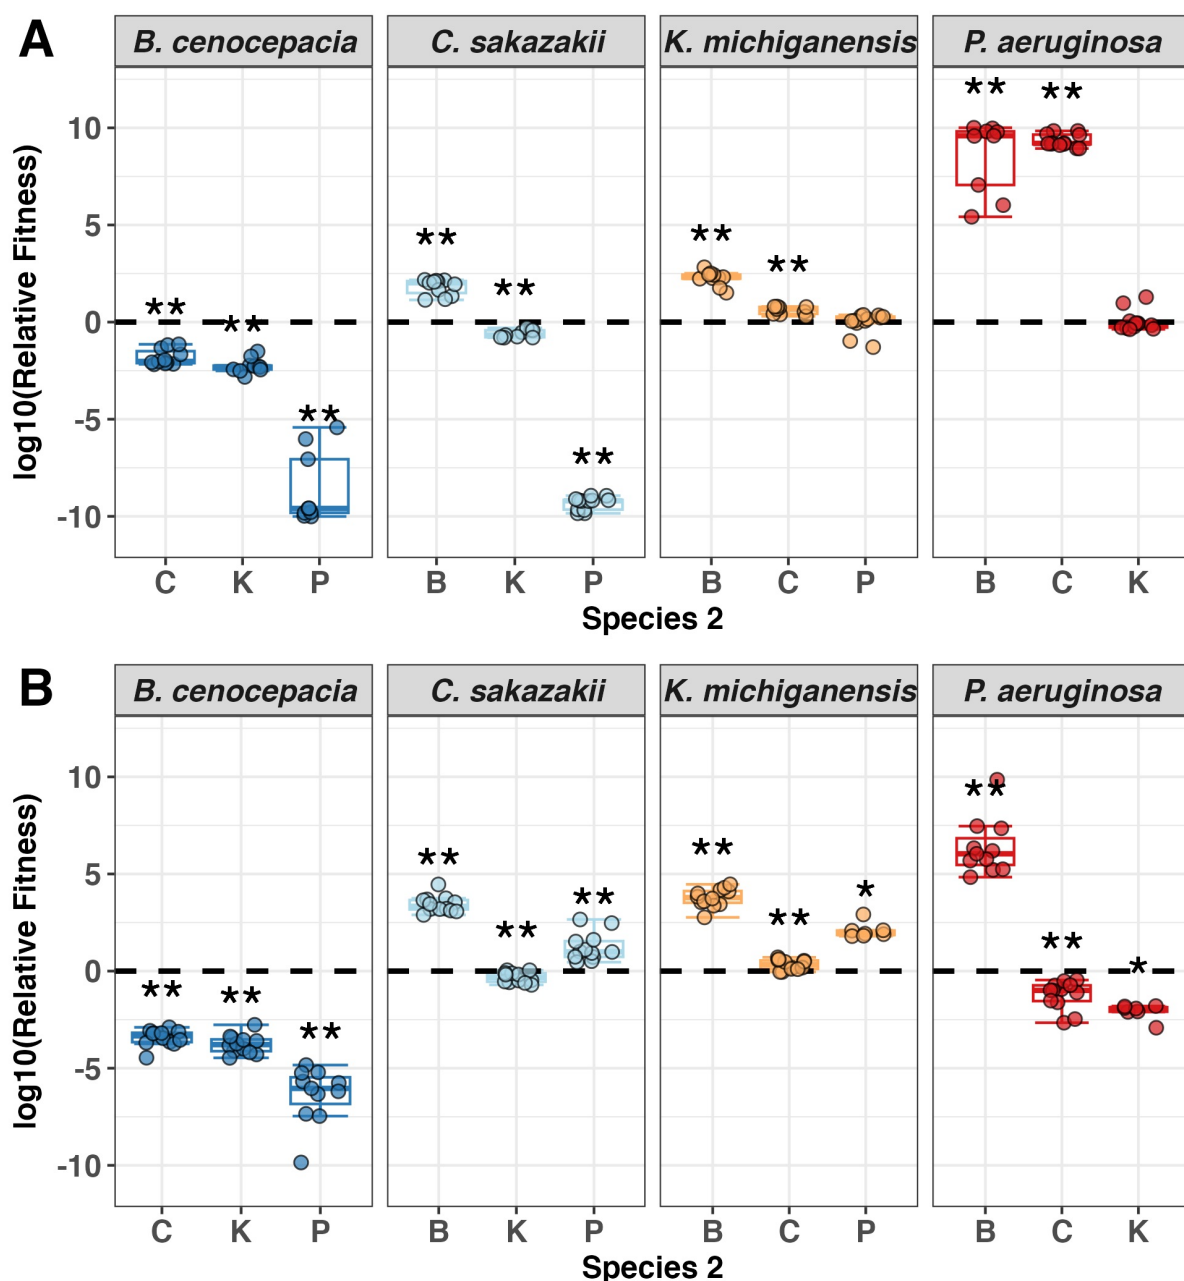 A
B. cenocepacia C. sakazakii K. michiganensis P. aeruginosa
log10(Relative Fitness)
10
5
0
-5
-10
** ** **
** ** **
** **
** **
C K P B K P B C P B C K
Species 2
B
B. cenocepacia C. sakazakii K. michiganensis P. aeruginosa
log10(Relative Fitness)
10
5
0
-5
-10
** ** **
** ** **
** ** *
** ** *
C K P B K P B C P B C K
Species 2